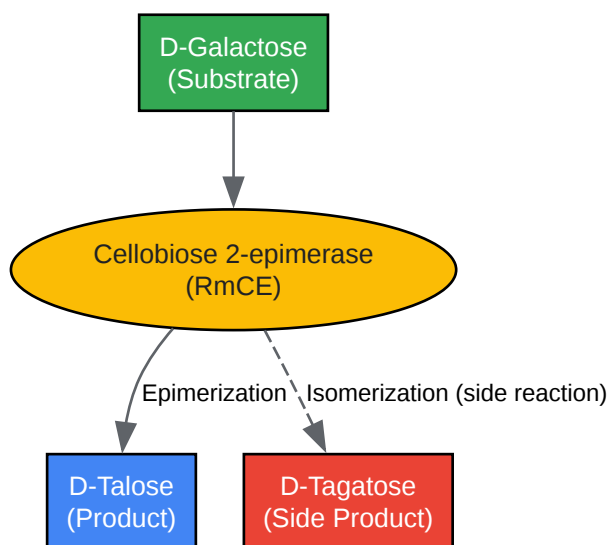 D-Galactose
(Substrate)
Cellobiose 2-epimerase
(RmCE)
Epimerization
Isomerization (side reaction)
D-Talose
(Product)
D-Tagatose
(Side Product)